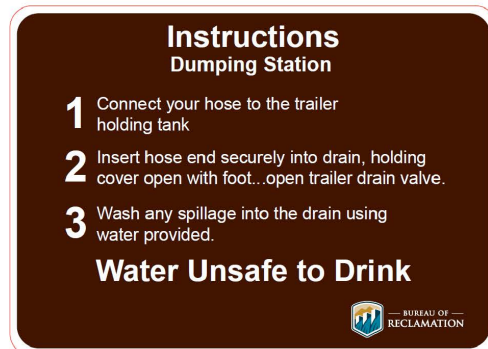 Instructions
Dumping Station
1 Connect your hose to the trailer
holding tank
2 Insert hose end securely into drain, holding
cover open with foot...open trailer drain valve.
3 Wash any spillage into the drain using
water provided.
Water Unsafe to Drink
BUREAU OF
RECLAMATION